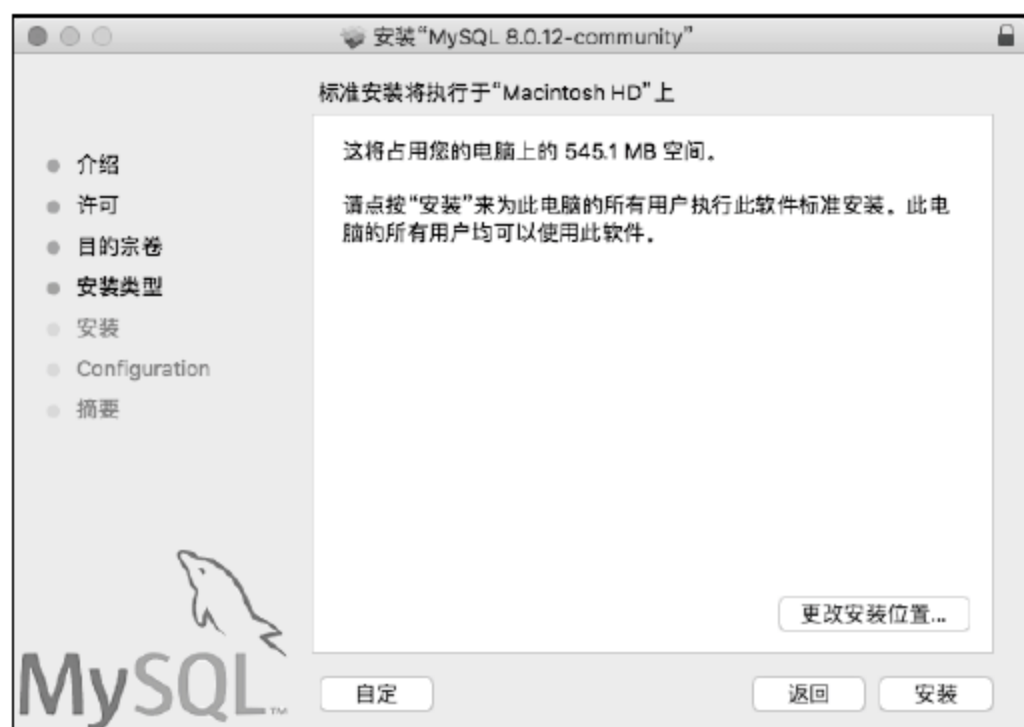 安装“MySQL 8.0.12-community”
标准安装将执行于“Macintosh HD”上
介绍
许可
目的宗卷
安装类型
安装
Configuration
摘要
这将占用您的电脑上的 545.1 MB 空间。
请点按“安装”来为此电脑的所有用户执行此软件标准安装。此电
脑的所有用户均可以使用此软件。
更改安装位置...
MySQL™
自定
返回
安装